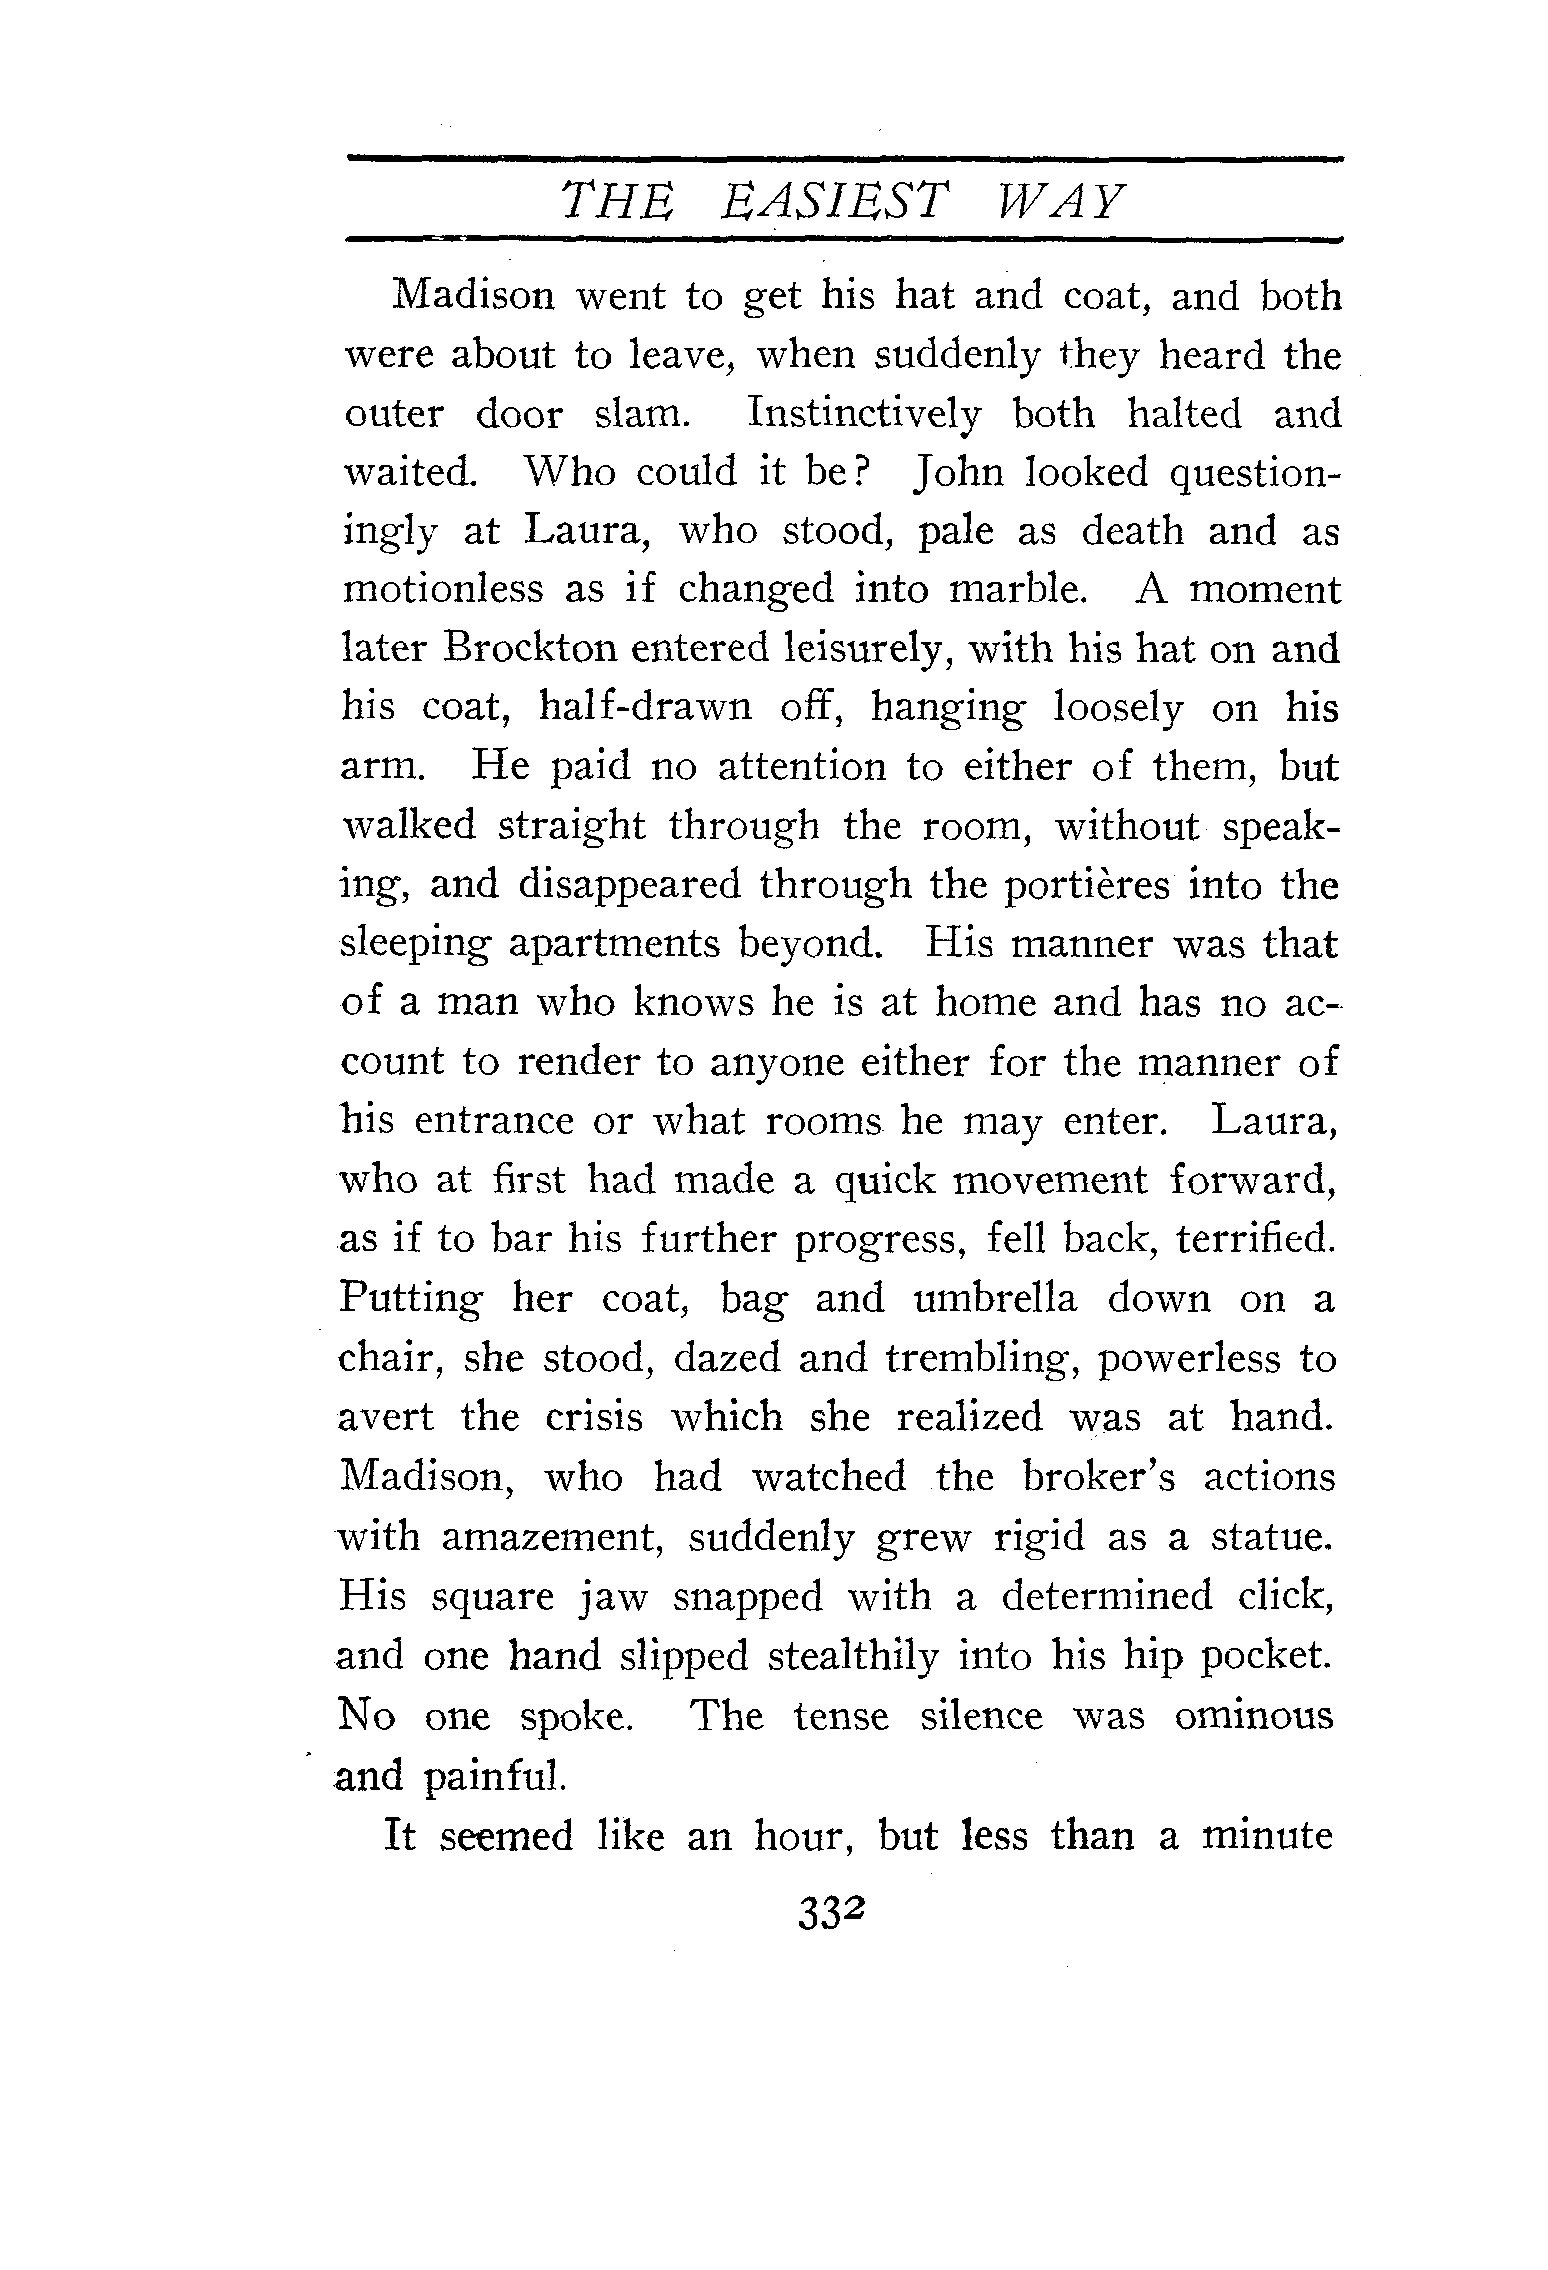 THE EASIEST WAY
Madison went to get his hat and coat, and both
were about to leave, when suddenly they heard the
outer door slam. Instinctively both halted and
waited. Who could it be? John looked question-
ingly at Laura, who stood, pale as death and as
motionless as if changed into marble. A moment
later Brockton entered leisurely, with his hat on and
his coat, half-drawn off, hanging loosely on his
arm. He paid no attention to either of them, but
walked straight through the room, without speak-
ing, and disappeared through the portières into the
sleeping apartments beyond. His manner was that
of a man who knows he is at home and has no ac-
count to render to anyone either for the manner of
his entrance or what rooms he may enter. Laura,
who at first had made a quick movement forward,
as if to bar his further progress, fell back, terrified.
Putting her coat, bag and umbrella down on a
chair, she stood, dazed and trembling, powerless to
avert the crisis which she realized was at hand.
Madison, who had watched the broker's actions
with amazement, suddenly grew rigid as a statue.
His square jaw snapped with a determined click,
and one hand slipped stealthily into his hip pocket.
No one spoke. The tense silence was ominous
and painful.
It seemed like an hour, but less than a minute
332